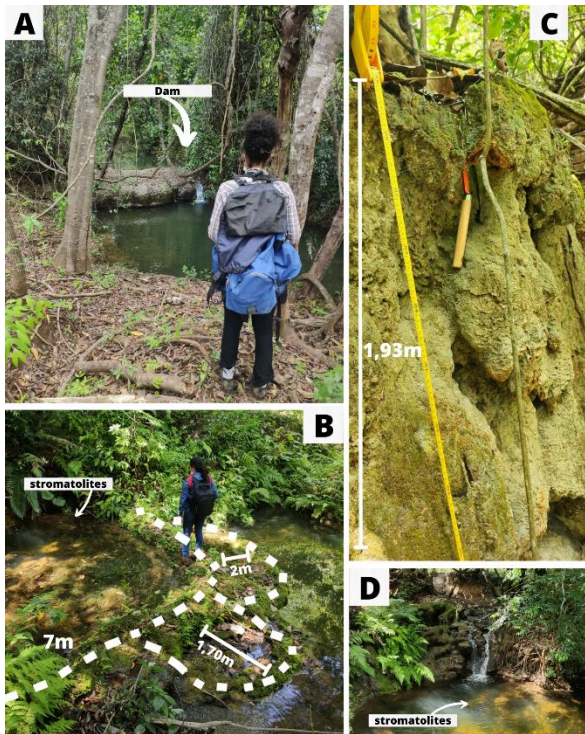 A
Dam
C
1,93m
B
stromatolites
2m
7m
1,70m
D
stromatolites